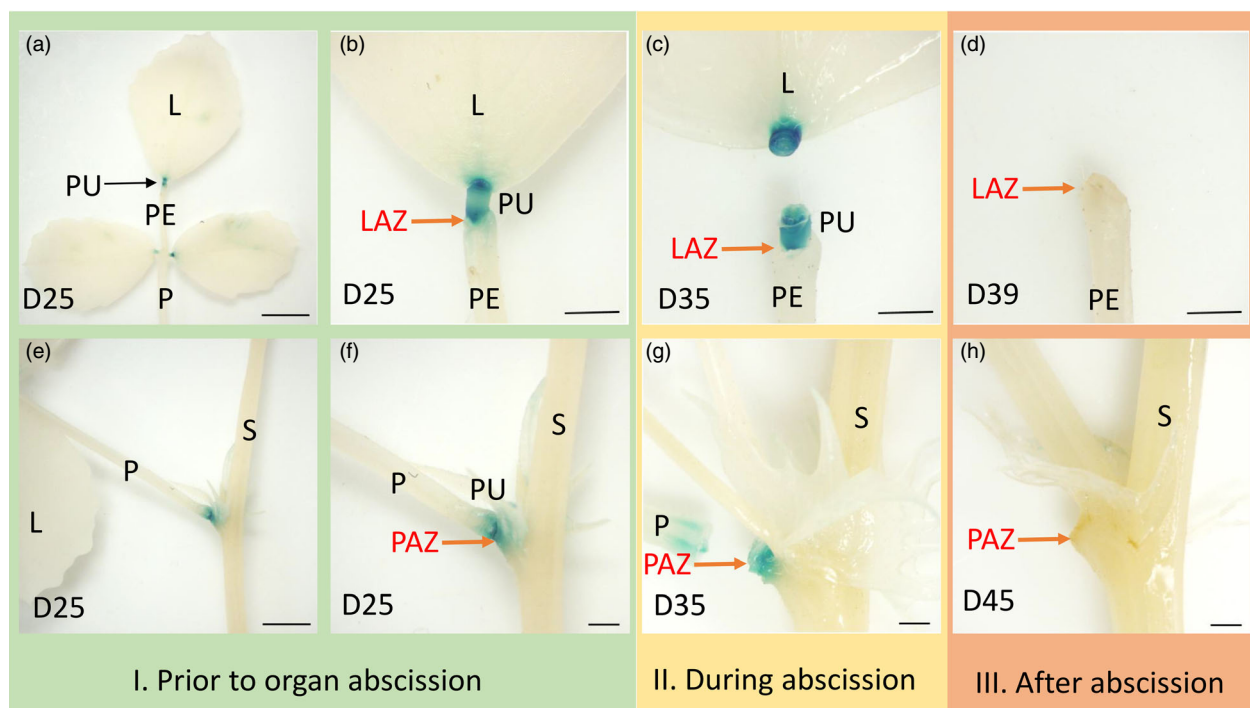 (a)
L
PU
PE
P
D25
(b)
L
PU
LAZ
D25
PE
(c)
L
PU
LAZ
D35
PE
(d)
LAZ
D39
PE
(e)
S
P
L
D25
(f)
S
P
PU
PAZ
D25
(g)
S
P
PAZ
D35
(h)
S
PAZ
D45
I. Prior to organ abscission
II. During abscission
III. After abscission